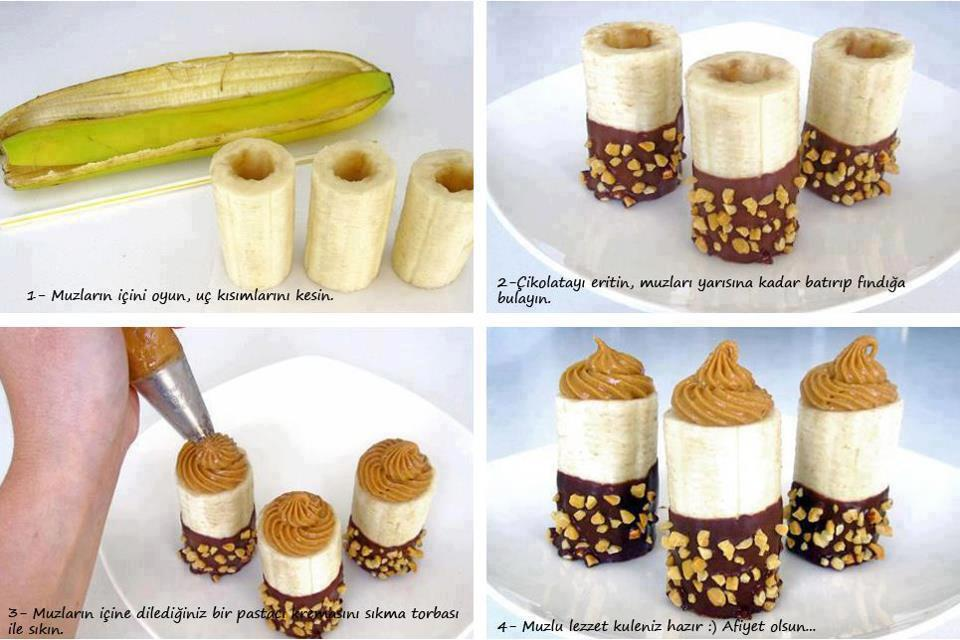 1- Muzların içini oyun, uç kısımlarını kesin.
2-Çikolatayı eritin, muzları yarısına kadar batırıp fındığa
bulayın.
3- Muzların içine dilediğiniz bir pastacı kremasını sıkma torbası
ile sıkın.
4- Muzlu lezzet kuleniz hazır :) Afiyet olsun...